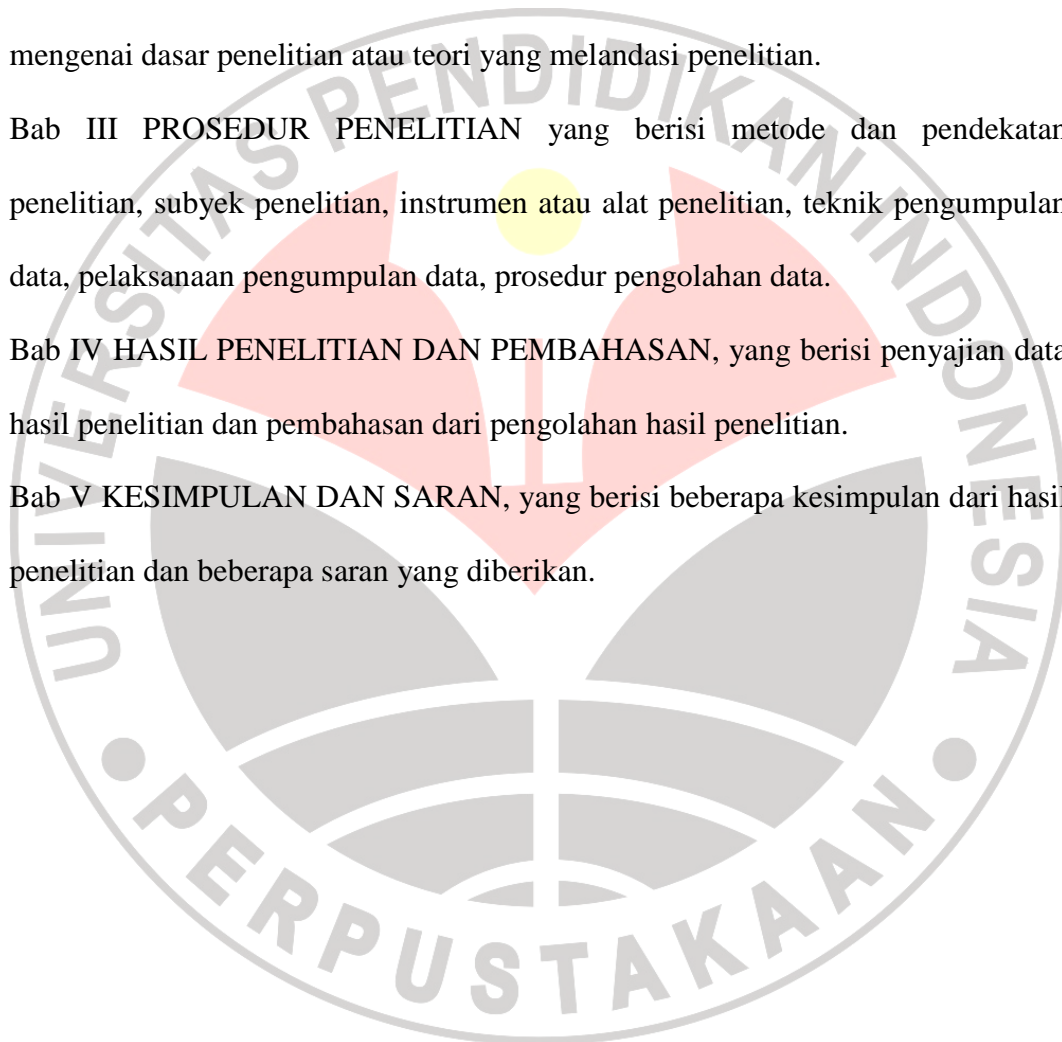 mengenai dasar penelitian atau teori yang melandasi penelitian.
Bab III PROSEDUR PENELITIAN yang berisi metode dan pendekatan
penelitian, subyek penelitian, instrumen atau alat penelitian, teknik pengumpulan
data, pelaksanaan pengumpulan data, prosedur pengolahan data.
Bab IV HASIL PENELITIAN DAN PEMBAHASAN, yang berisi penyajian data
hasil penelitian dan pembahasan dari pengolahan hasil penelitian.
Bab V KESIMPULAN DAN SARAN, yang berisi beberapa kesimpulan dari hasil
penelitian dan beberapa saran yang diberikan.
UNIVERSITAS PENDIDIKAN INDONESIA
PERPUSTAKAAN